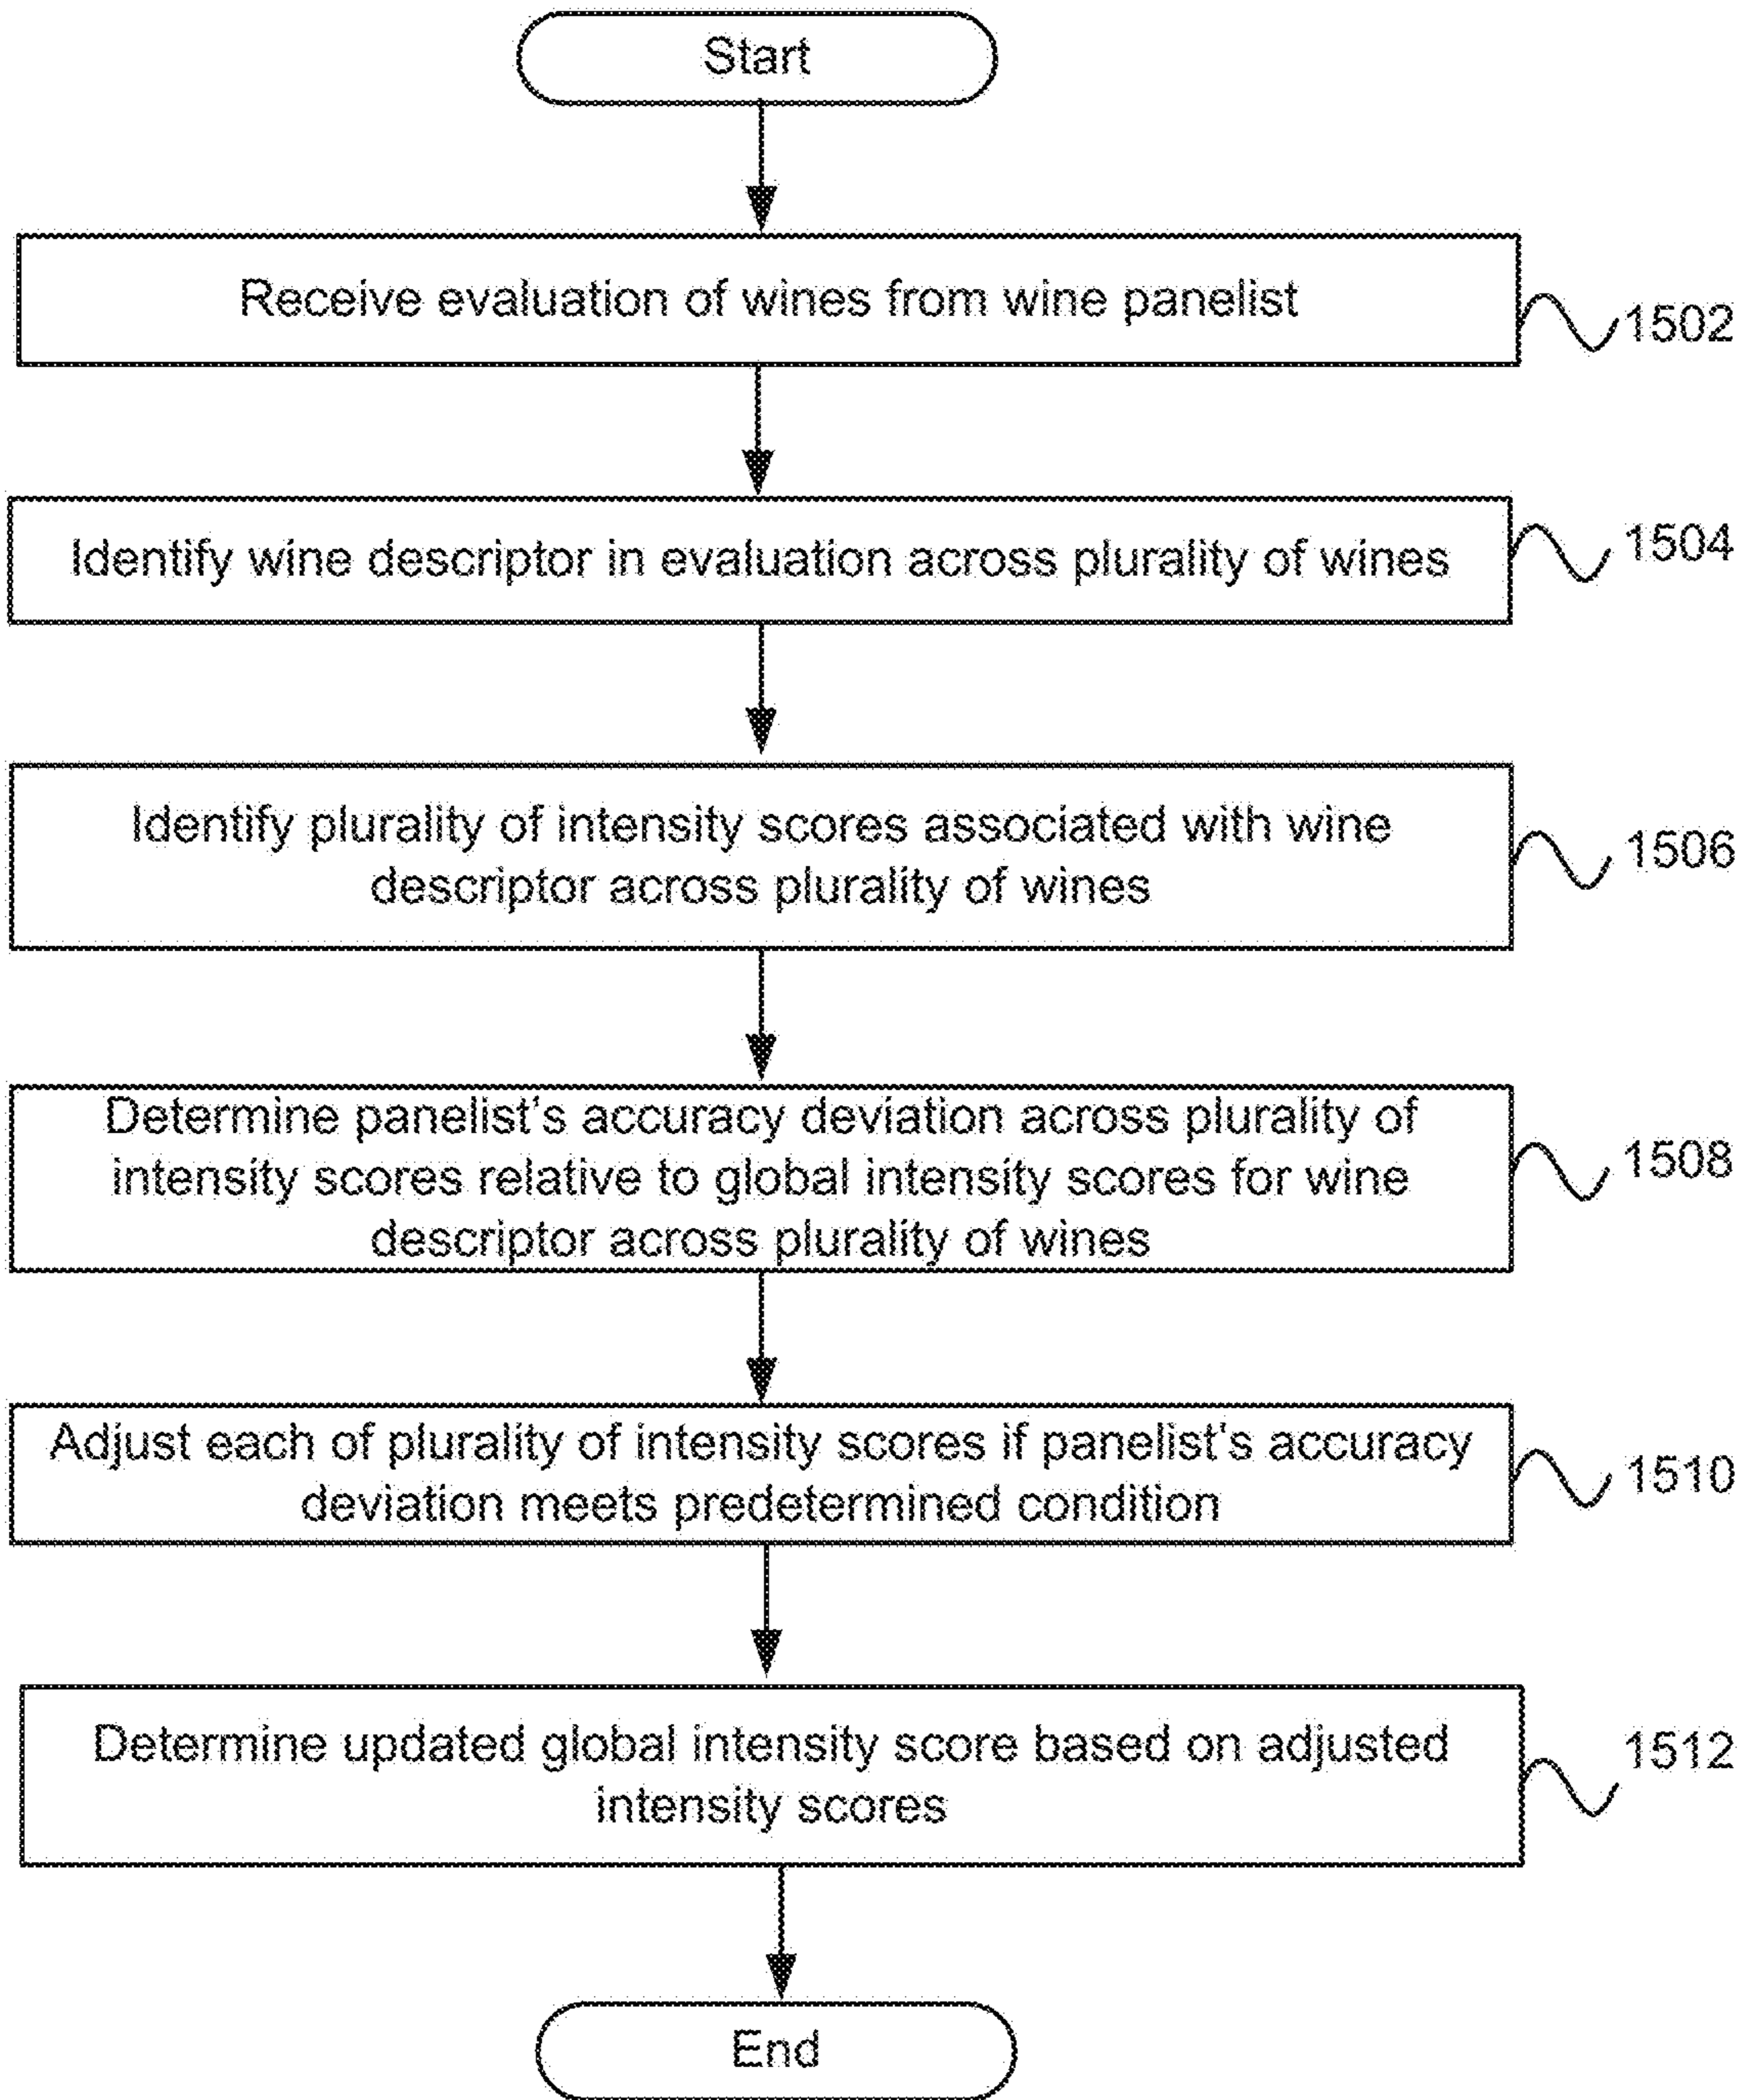 Start
Receive evaluation of wines from wine panelist
1502
Identify wine descriptor in evaluation across plurality of wines
1504
Identify plurality of intensity scores associated with wine
descriptor across plurality of wines
1506
Determine panelist's accuracy deviation across plurality of
intensity scores relative to global intensity scores for wine
descriptor across plurality of wines
1508
Adjust each of plurality of intensity scores if panelist's accuracy
deviation meets predetermined condition
1510
Determine updated global intensity score based on adjusted
intensity scores
1512
End